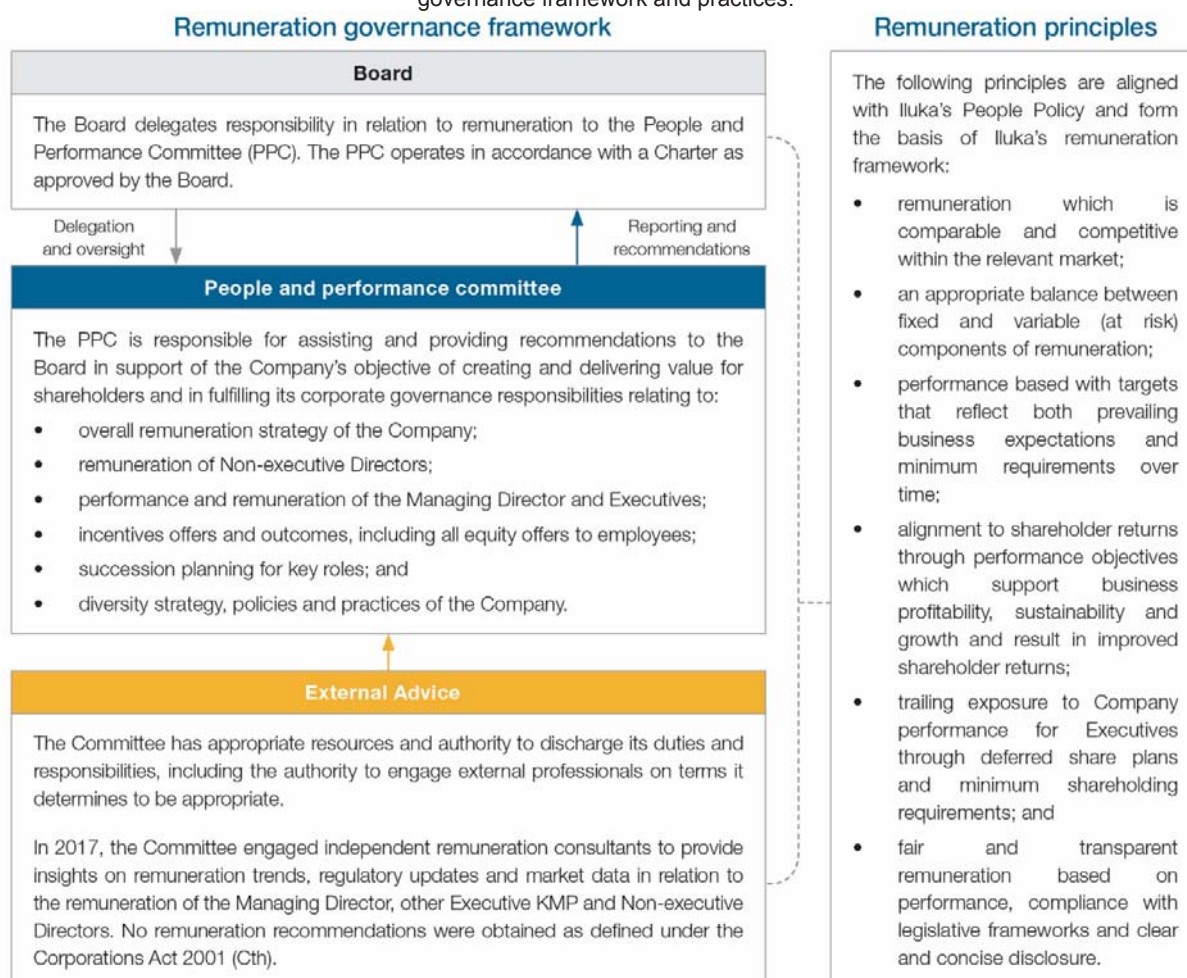 governance framework and practices.
Remuneration governance framework
Board
The Board delegates responsibility in relation to remuneration to the People and
Performance Committee (PPC). The PPC operates in accordance with a Charter as
approved by the Board.
Delegation
and oversight
Reporting and
recommendations
People and performance committee
The PPC is responsible for assisting and providing recommendations to the
Board in support of the Company's objective of creating and delivering value for
shareholders and in fulfilling its corporate governance responsibilities relating to:
• overall remuneration strategy of the Company;
• remuneration of Non-executive Directors;
• performance and remuneration of the Managing Director and Executives;
• incentives offers and outcomes, including all equity offers to employees;
• succession planning for key roles; and
• diversity strategy, policies and practices of the Company.
External Advice
The Committee has appropriate resources and authority to discharge its duties and
responsibilities, including the authority to engage external professionals on terms it
determines to be appropriate.
In 2017, the Committee engaged independent remuneration consultants to provide
insights on remuneration trends, regulatory updates and market data in relation to
the remuneration of the Managing Director, other Executive KMP and Non-executive
Directors. No remuneration recommendations were obtained as defined under the
Corporations Act 2001 (Cth).
Remuneration principles
The following principles are aligned
with Iluka's People Policy and form
the basis of Iluka's remuneration
framework:
• remuneration which is
comparable and competitive
within the relevant market;
• an appropriate balance between
fixed and variable (at risk)
components of remuneration;
• performance based with targets
that reflect both prevailing
business expectations and
minimum requirements over
time;
• alignment to shareholder returns
through performance objectives
which support business
profitability, sustainability and
growth and result in improved
shareholder returns;
• trailing exposure to Company
performance for Executives
through deferred share plans
and minimum shareholding
requirements; and
• fair and transparent
remuneration based on
performance, compliance with
legislative frameworks and clear
and concise disclosure.